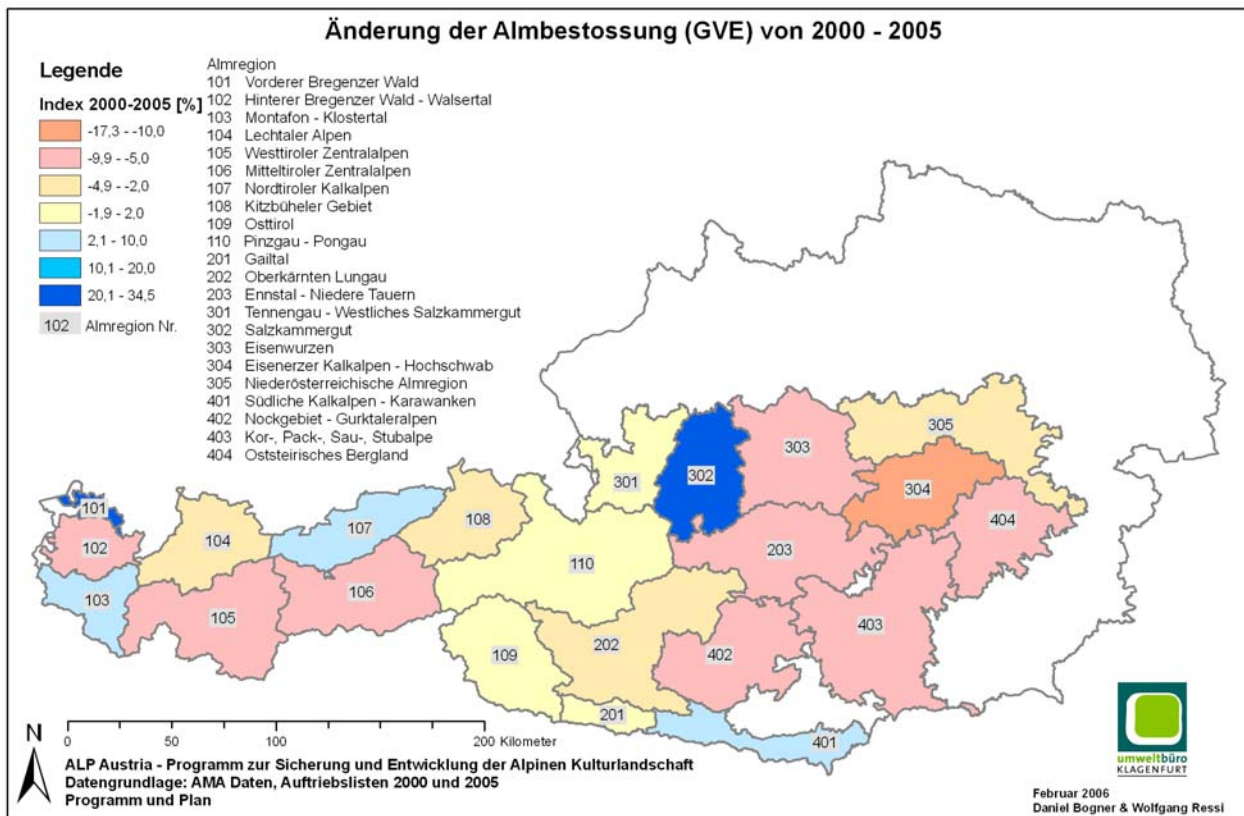 Änderung der Almbestossung (GVE) von 2000 - 2005
Legende
Index 2000-2005 [%]
-17,3 - -10,0
-9,9 - -5,0
-4,9 - -2,0
-1,9 - 2,0
2,1 - 10,0
10,1 - 20,0
20,1 - 34,5
102 Almregion Nr.
Almregion
101 Vorderer Bregenzer Wald
102 Hinterer Bregenzer Wald - Walsertal
103 Montafon - Klostertal
104 Lechtaler Alpen
105 Westtiroler Zentralalpen
106 Mitteltiroler Zentralalpen
107 Nordtiroler Kalkalpen
108 Kitzbüheler Gebiet
109 Osttirol
110 Pinzgau - Pongau
201 Gailtal
202 Oberkärnten Lungau
203 Ennstal - Niedere Tauern
301 Tennengau - Westliches Salzkammergut
302 Salzkammergut
303 Eisenwurzen
304 Eisenerzer Kalkalpen - Hochschwab
305 Niederösterreichische Almregion
401 Südliche Kalkalpen - Karawanken
402 Nockgebiet - Gurktaleralpen
403 Kor-, Pack-, Sau-, Stubalpe
404 Oststeirisches Bergland
305
303
302
301
304
101
404
108
107
104
102
203
110
103
106
105
403
202
402
109
201
401
N
0 50 100 200 Kilometer
ALP Austria - Programm zur Sicherung und Entwicklung der Alpinen Kulturlandschaft
Datengrundlage: AMA Daten, Auftriebslisten 2000 und 2005
Programm und Plan
umweltbüro
KLAGENFURT
Februar 2006
Daniel Bogner & Wolfgang Ressi